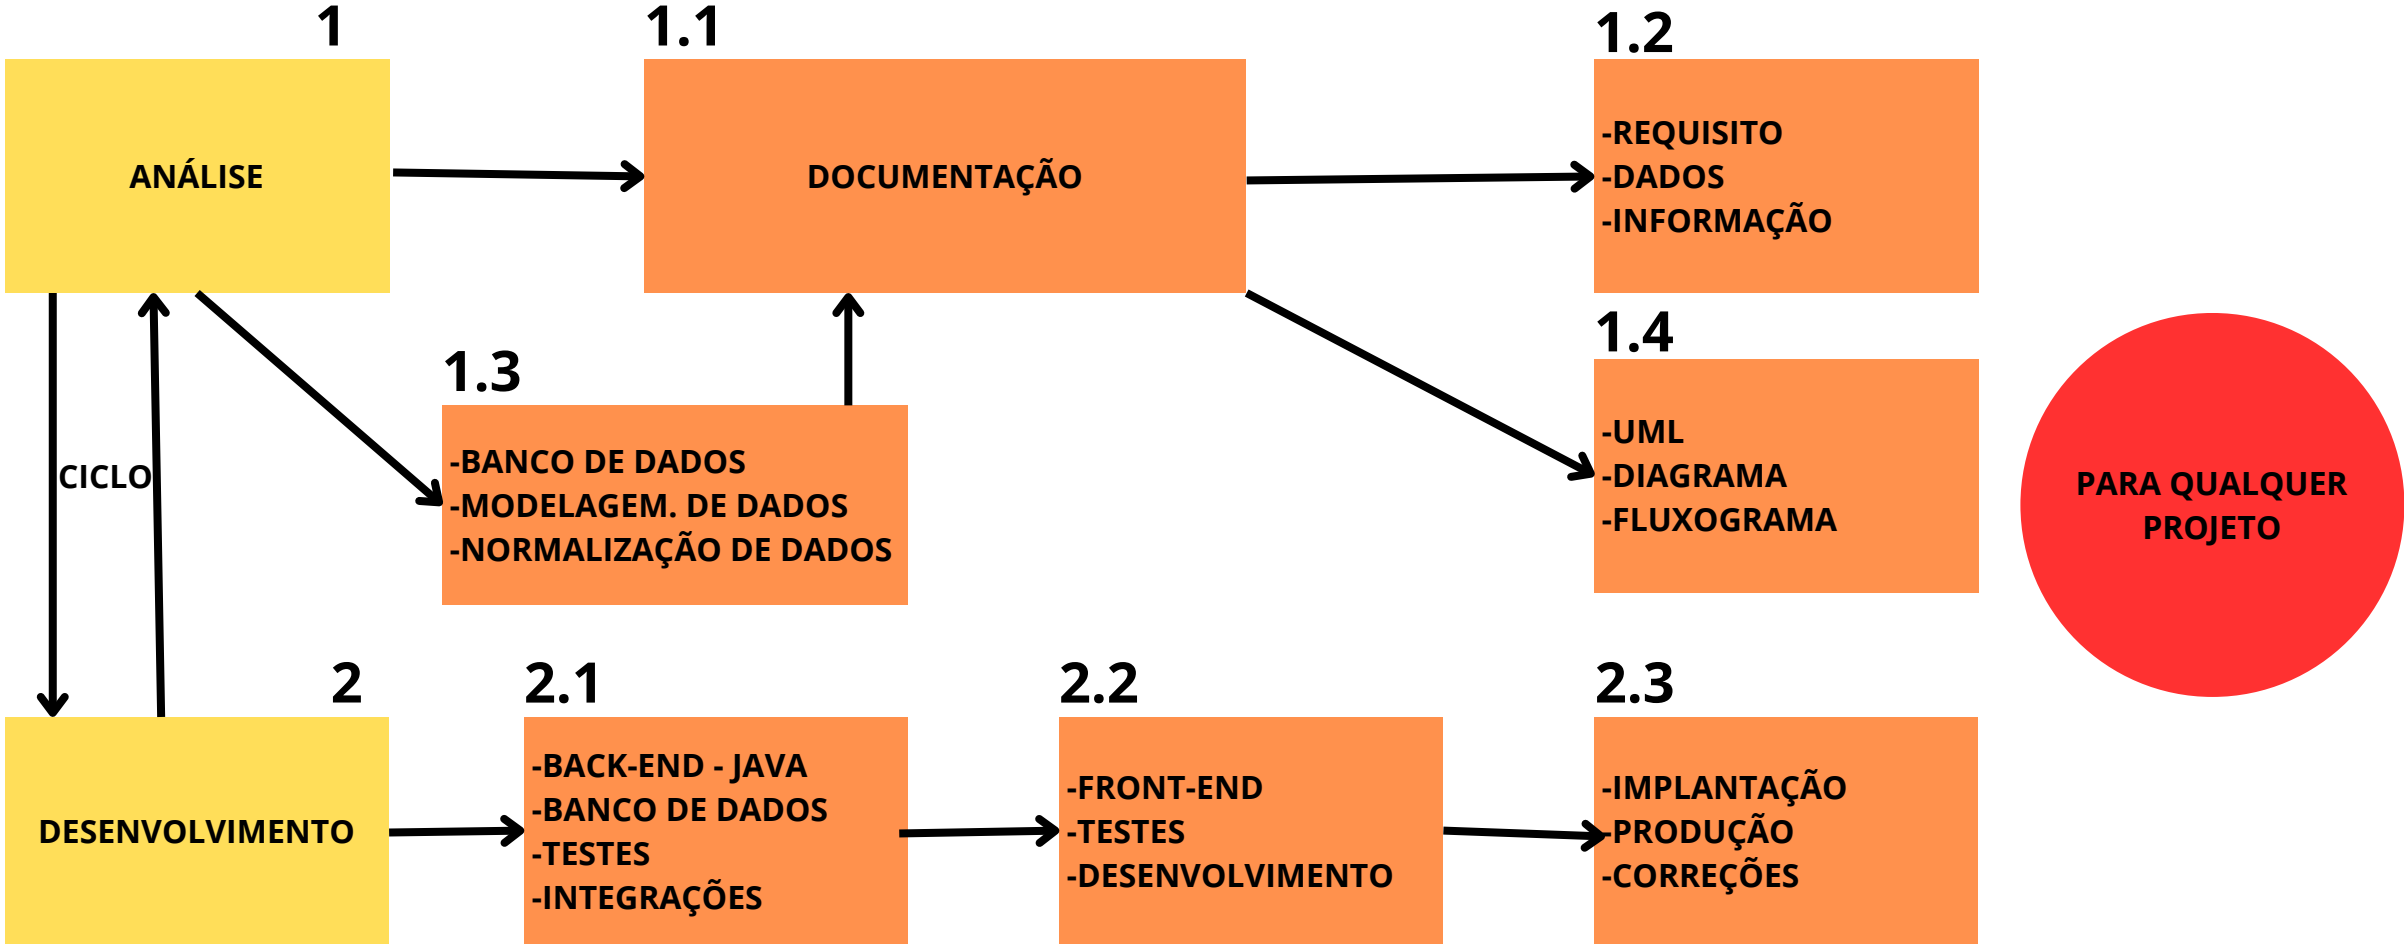 1
ANÁLISE
1.1
DOCUMENTAÇÃO
1.2
-REQUISITO
-DADOS
-INFORMAÇÃO
1.3
-BANCO DE DADOS
-MODELAGEM. DE DADOS
-NORMALIZAÇÃO DE DADOS
1.4
-UML
-DIAGRAMA
-FLUXOGRAMA
PARA QUALQUER
PROJETO
CICLO
2
DESENVOLVIMENTO
2.1
-BACK-END - JAVA
-BANCO DE DADOS
-TESTES
-INTEGRAÇÕES
2.2
-FRONT-END
-TESTES
-DESENVOLVIMENTO
2.3
-IMPLANTAÇÃO
-PRODUÇÃO
-CORREÇÕES